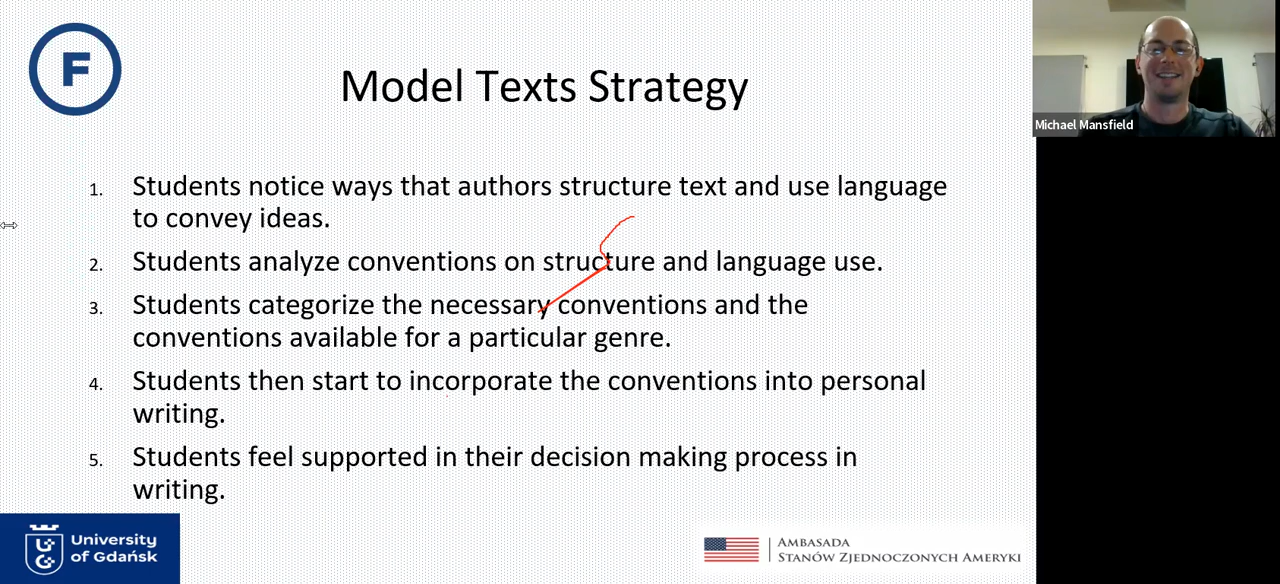 F
Model Texts Strategy
Michael Mansfield
1. Students notice ways that authors structure text and use language
to convey ideas.
2. Students analyze conventions on structure and language use.
3. Students categorize the necessary conventions and the
conventions available for a particular genre.
4. Students then start to incorporate the conventions into personal
writing.
5. Students feel supported in their decision making process in
writing.
University
of Gdańsk
AMBASADA
STANÓW ZJEDNOCZONYCH AMERYKI